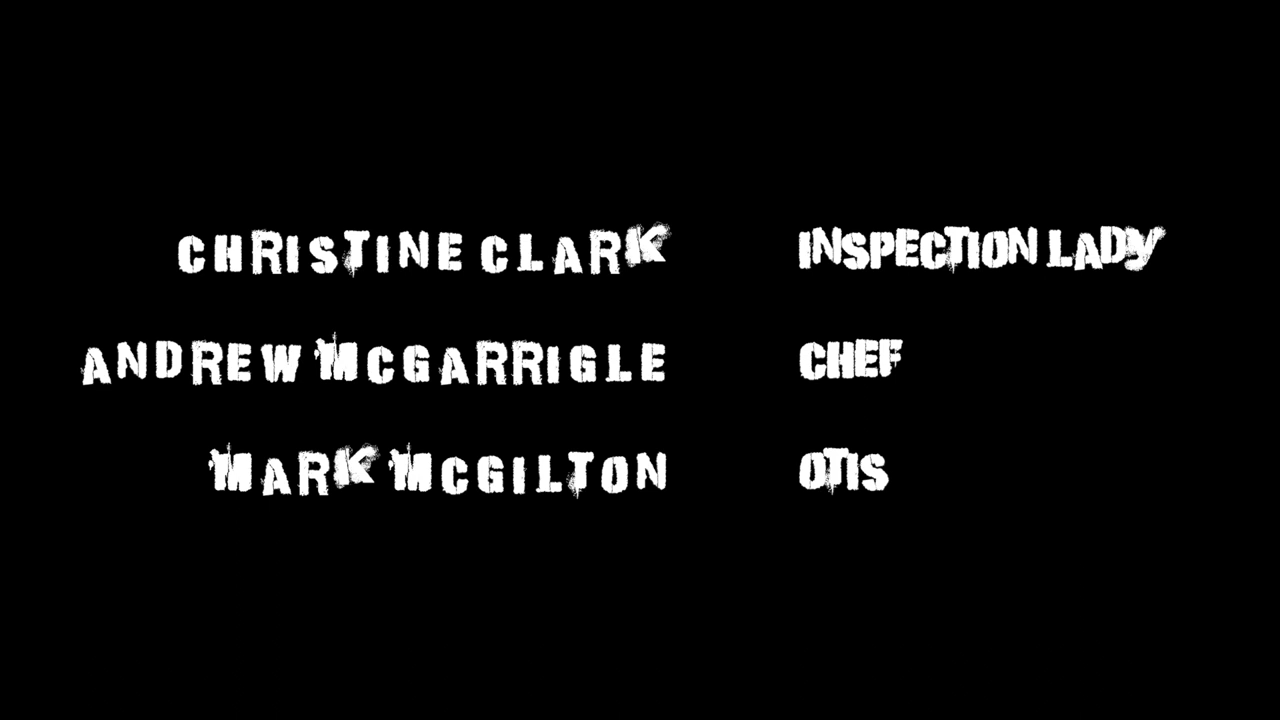 CHRISTINE CLARK INSPECTION LADY
ANDREW MCGARRIGLE CHEF
MARK MCGILTON OTIS